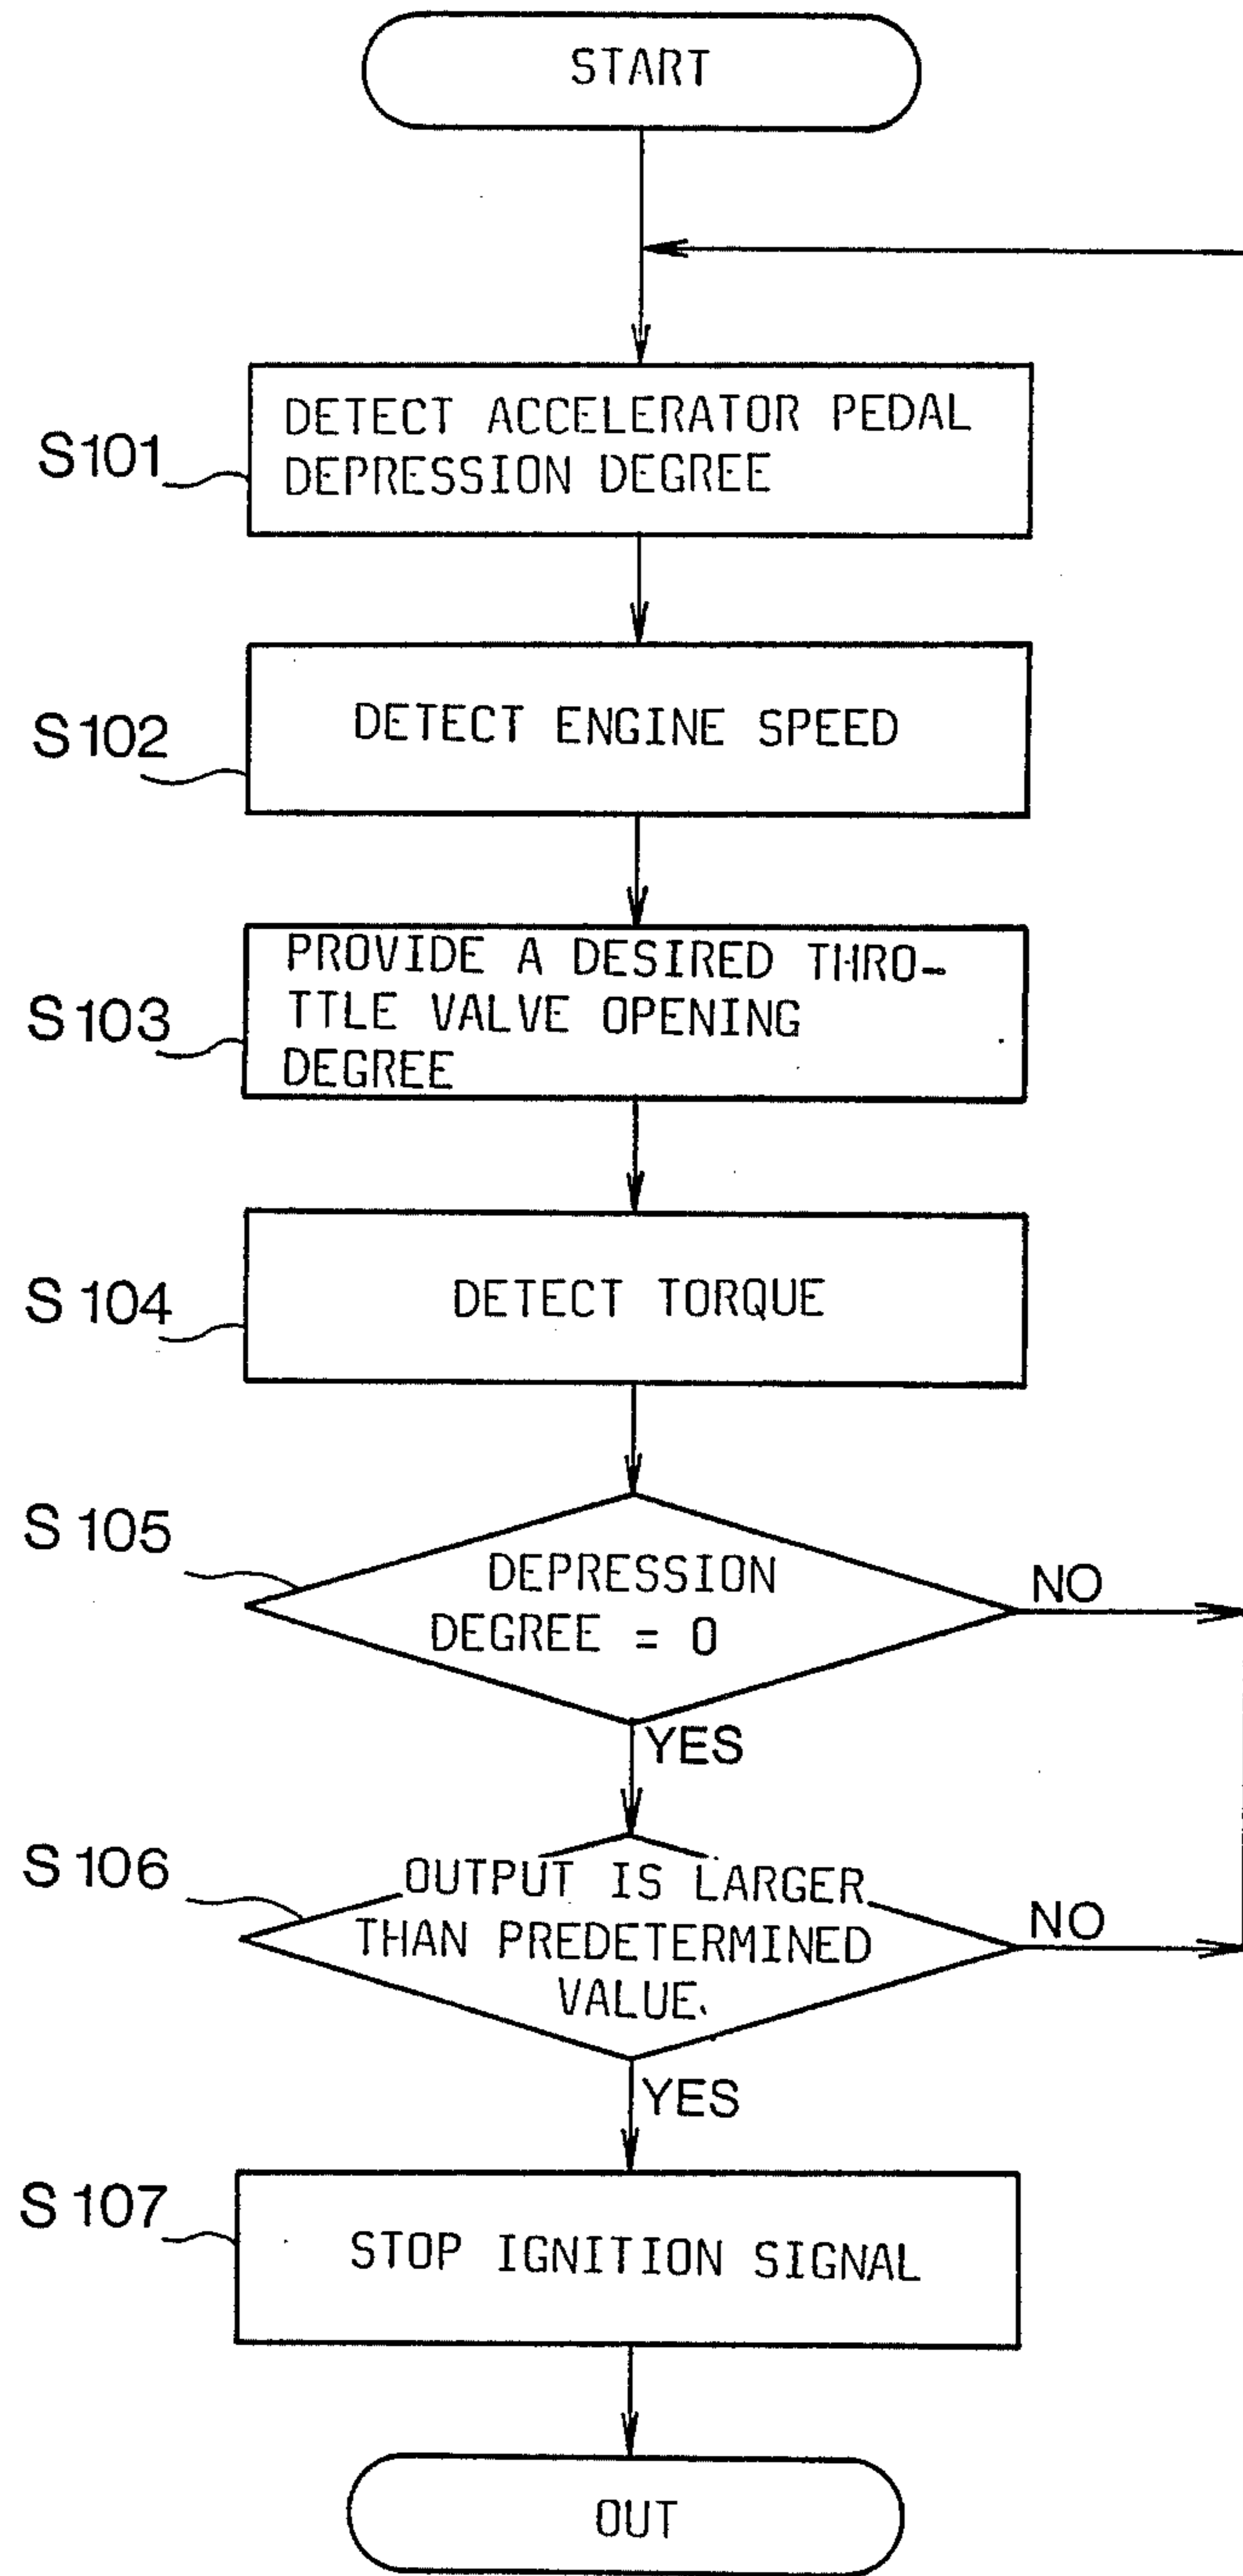 START
DETECT ACCELERATOR PEDAL
DEPRESSION DEGREE
S101
DETECT ENGINE SPEED
S102
PROVIDE A DESIRED THRO-
TTLE VALVE OPENING
DEGREE
S103
DETECT TORQUE
S104
S105
DEPRESSION
DEGREE = 0
NO
YES
S106
OUTPUT IS LARGER
THAN PREDETERMINED
VALUE.
NO
YES
S107
STOP IGNITION SIGNAL
OUT